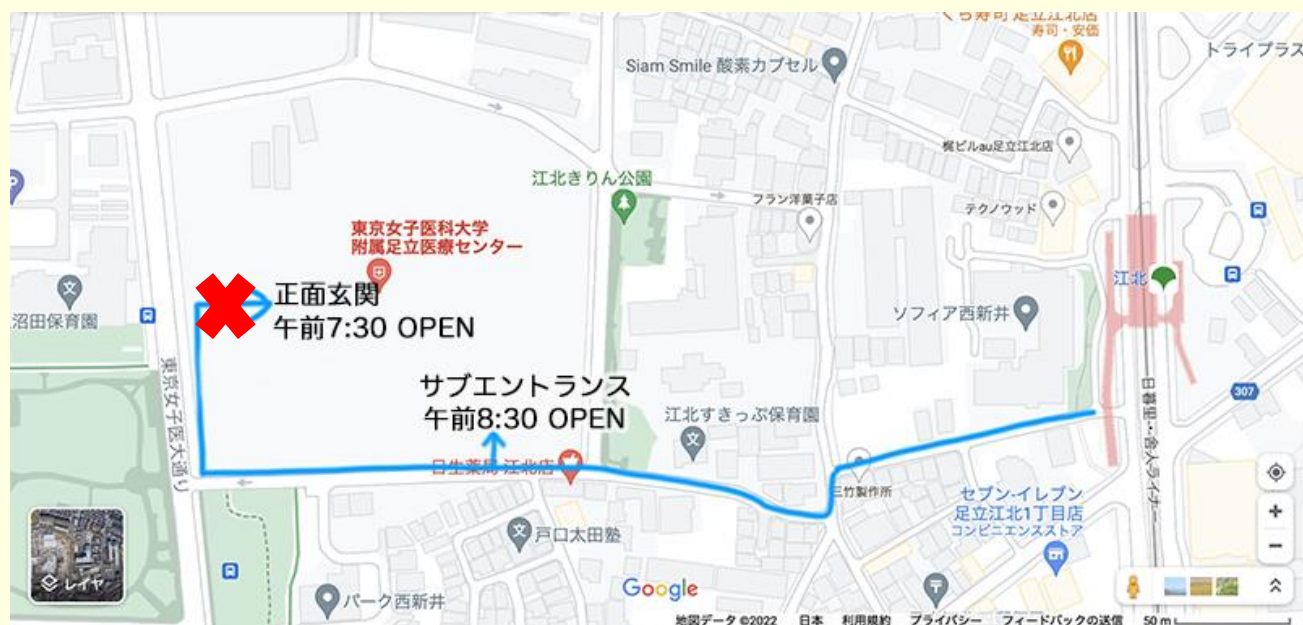 くら寿司 足立江北店
寿司・安価
トライプラス
Siam Smile 酸素カプセル
梶ビルau足立江北店
江北きりん公園
フラン洋菓子店
テクノウッド
東京女子医科大学
附属足立医療センター
江北
正面玄関
午前7:30 OPEN
沼田保育園
ソフィア西新井
サブエントランス
午前8:30 OPEN
東京女子医大通り
江北すきっぷ保育園
307
日暮里・舎人ライナー
日生薬局 江北店
三竹製作所
セブン-イレブン
足立江北1丁目店
コンビニエンスストア
戸口太田塾
レイヤ
パーク西新井
Google
地図データ ©2022 日本 利用規約 プライバシー フィードバックの送信 50 m